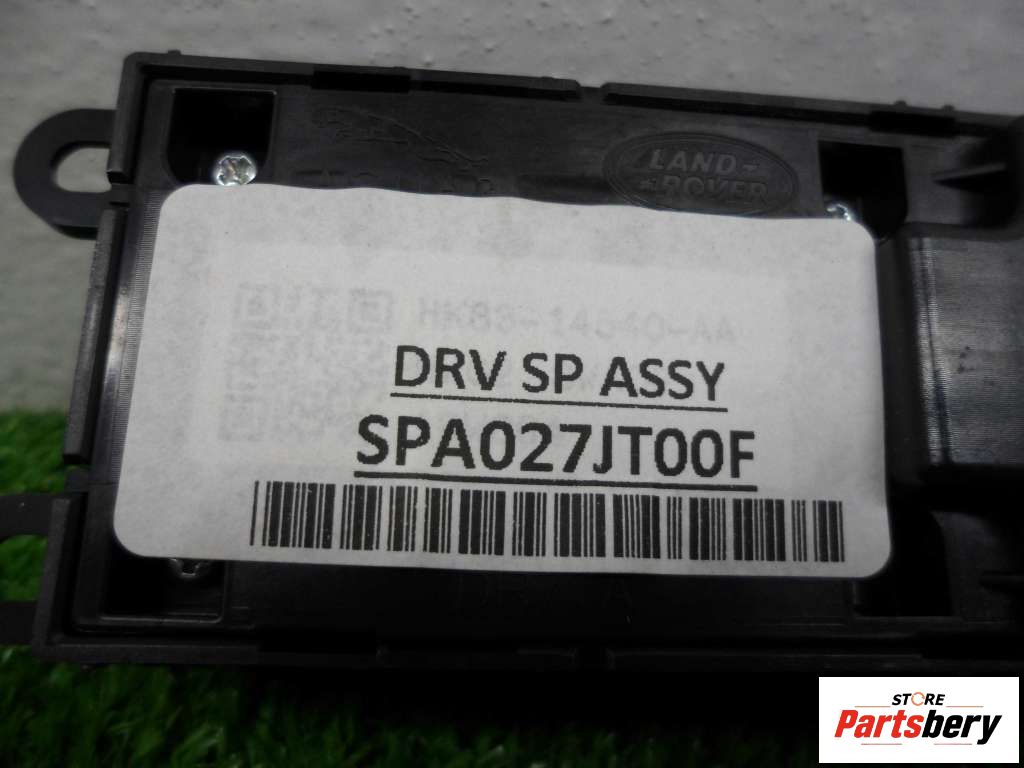 LAND
ROVER
DRV SP ASSY
SPA027JT00F
STORE
Partsbery